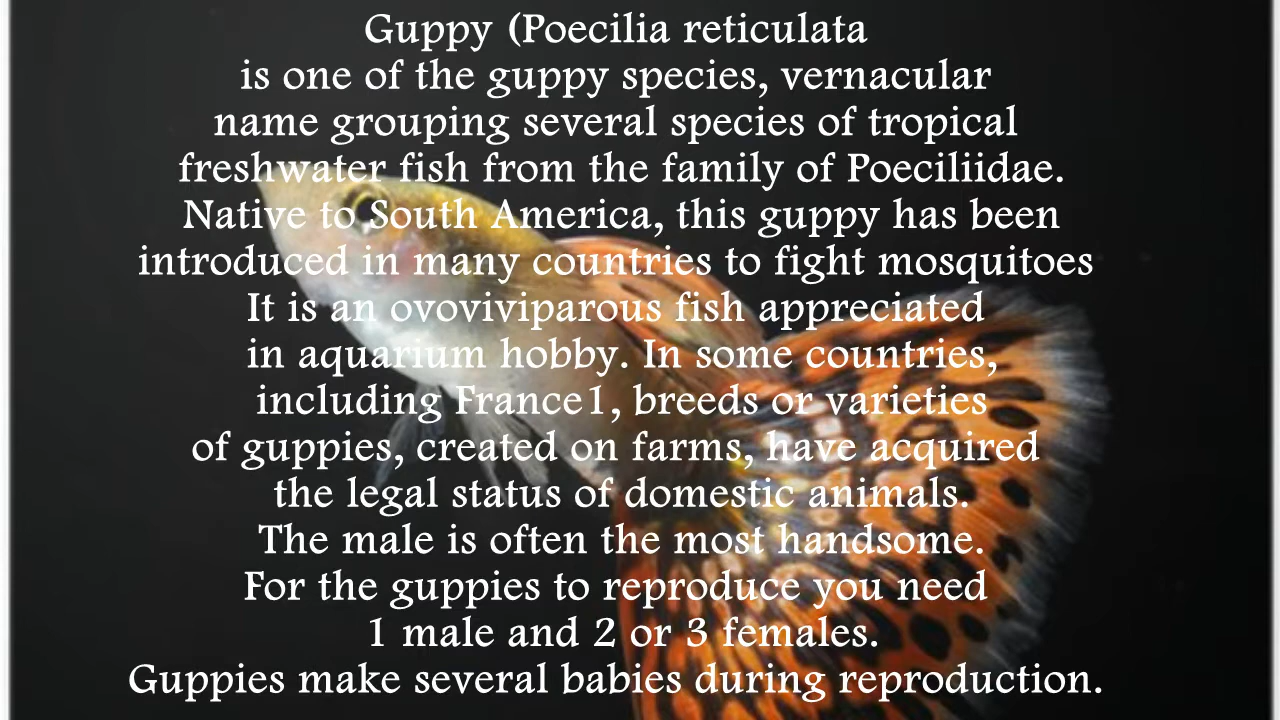 Guppy (Poecilia reticulata
is one of the guppy species, vernacular
name grouping several species of tropical
freshwater fish from the family of Poeciliidae.
Native to South America, this guppy has been
introduced in many countries to fight mosquitoes
It is an ovoviviparous fish appreciated
in aquarium hobby. In some countries,
including France1, breeds or varieties
of guppies, created on farms, have acquired
the legal status of domestic animals.
The male is often the most handsome.
For the guppies to reproduce you need
1 male and 2 or 3 females.
Guppies make several babies during reproduction.